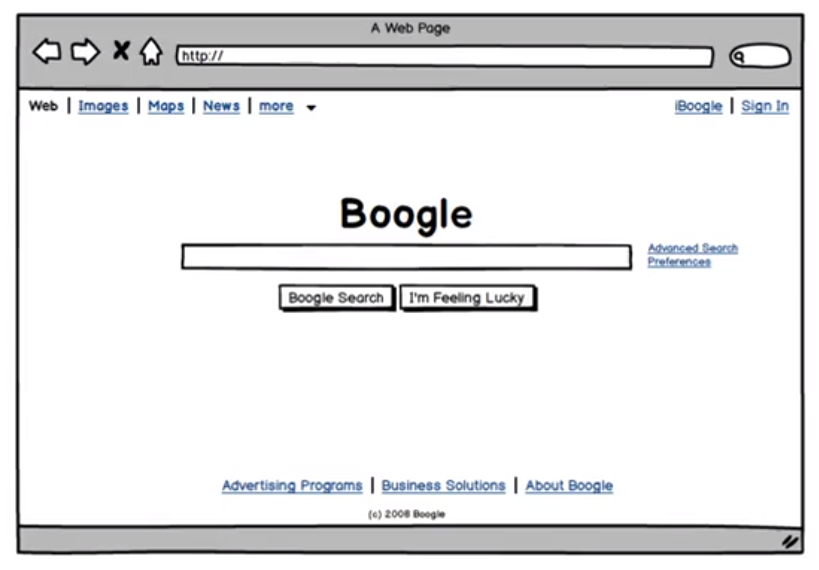 A Web Page
http://
Web | Images | Maps | News | more
iBoogle | Sign In
Boogle
Advanced Search
Preferences
Boogle Search
I'm Feeling Lucky
Advertising Programs | Business Solutions | About Boogle
(c) 2008 Boogle